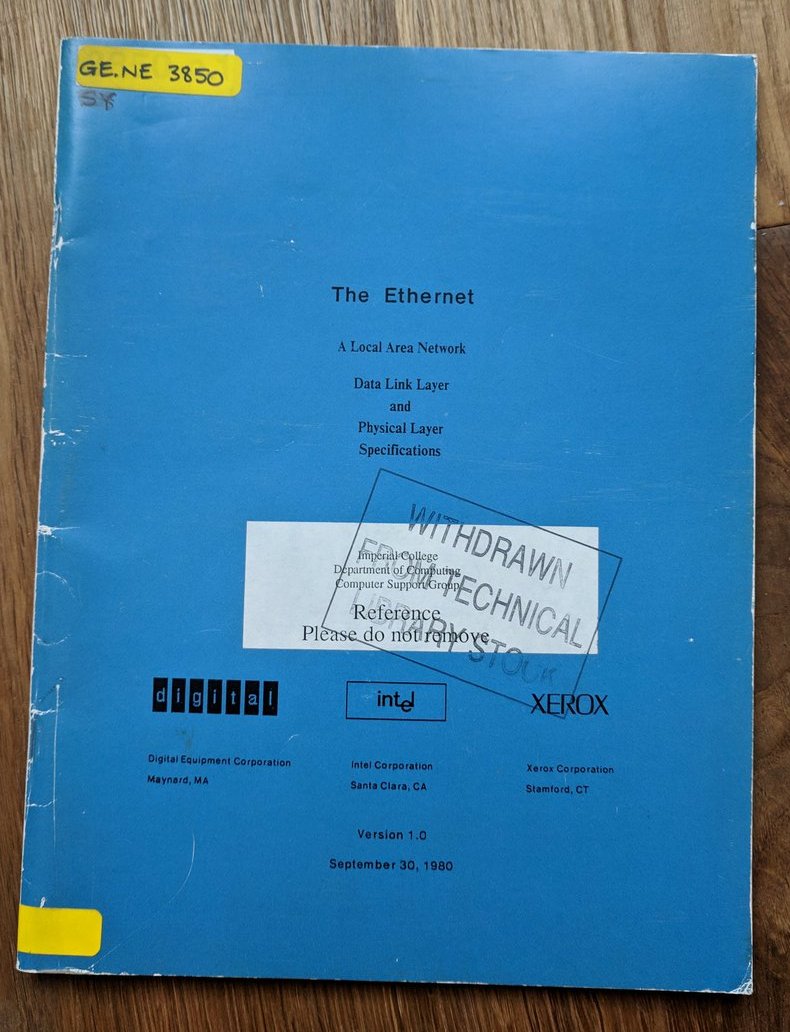 GE.NE 3850
The Ethernet
A Local Area Network
Data Link Layer
and
Physical Layer
Specifications
WITHDRAWN
FROM TECHNICAL
LIBRARY STOCK
Imperial College
Department of Computing
Computer Support Group
Reference
Please do not remove
digital
intel
XEROX
Digital Equipment Corporation
Maynard, MA
Intel Corporation
Santa Clara, CA
Xerox Corporation
Stamford, CT
Version 1.0
September 30, 1980